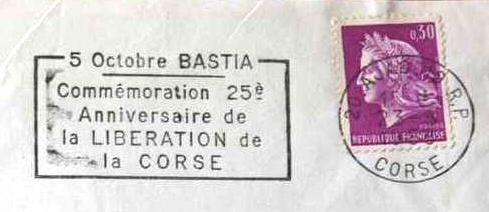 5 Octobre BASTIA
Commémoration 25è
Anniversaire de
la LIBERATION de
la CORSE
0,30
REPUBLIQUE FRANÇAISE
R.P.
CORSE